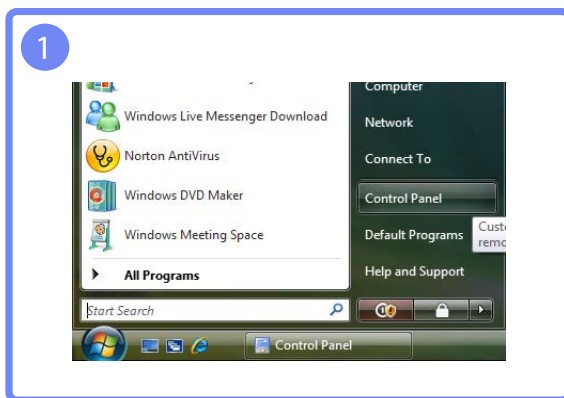 1
Computer
Windows Live Messenger Download
Network
Norton AntiVirus
Connect To
Windows DVD Maker
Control Panel
Windows Meeting Space
Default Programs
All Programs
Help and Support
Start Search
Control Panel